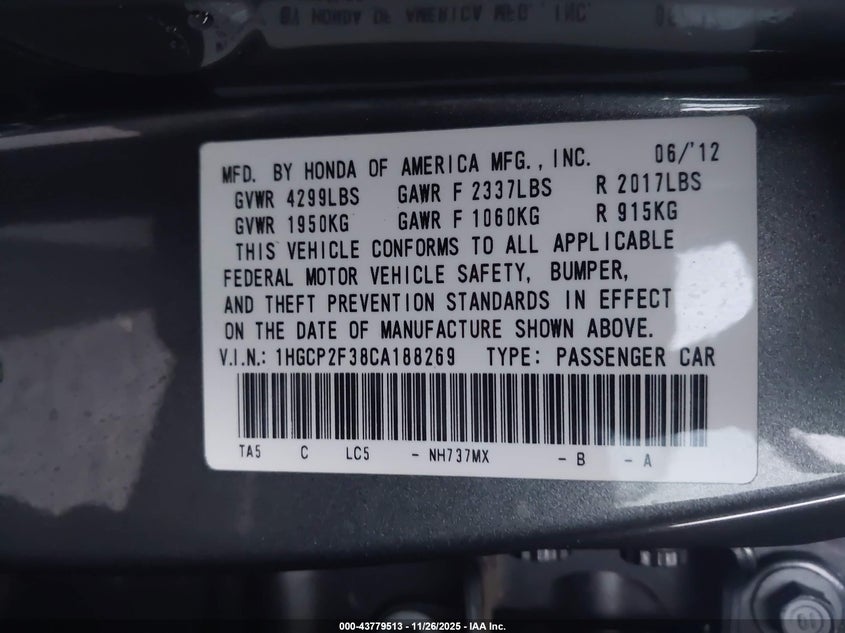 MFD. BY HONDA OF AMERICA MFG., INC. 06/'12
GVWR 4299LBS GAWR F 2337LBS R 2017LBS
GVWR 1950KG GAWR F 1060KG R 915KG
THIS VEHICLE CONFORMS TO ALL APPLICABLE
FEDERAL MOTOR VEHICLE SAFETY, BUMPER,
AND THEFT PREVENTION STANDARDS IN EFFECT
ON THE DATE OF MANUFACTURE SHOWN ABOVE.
V.I.N.: 1HGCP2F38CA188269 TYPE: PASSENGER CAR
TA5 C LC5 - NH737MX - B - A
000-43779513 - 11/26/2025 - IAA Inc.